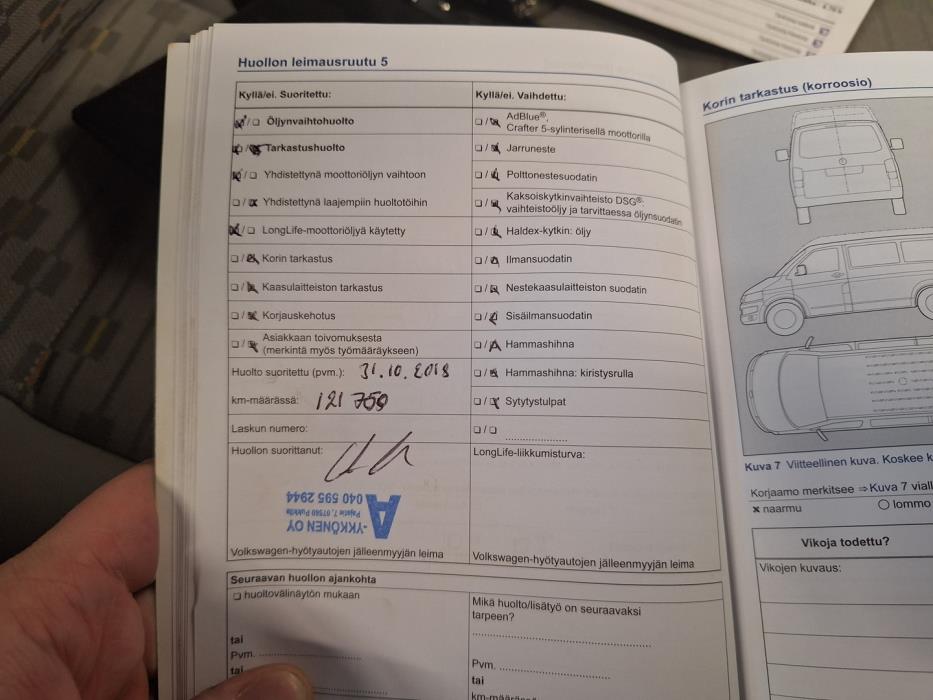 Huollon leimausruutu 5
Kyllä/ei. Suoritettu:
Öljynvaihtohuolto
Tarkastushuolto
Yhdistettynä moottoriöljyn vaihtoon
Yhdistettynä laajempiin huoltotöihin
LongLife-moottoriöljyä käytetty
Korin tarkastus
Kaasulaitteiston tarkastus
Korjauskehotus
Asiakkaan toivomuksesta
(merkintä myös työmääräykseen)
Huolto suoritettu (pvm.): 31.10.2018
km-määrässä: 121 750
Laskun numero:
Huollon suorittanut:
A
-YKKÖNEN OY
040 595 2944
Volkswagen-hyötyautojen jälleenmyyjän leima
Kyllä/ei. Vaihdettu:
AdBlue®,
Crafter 5-sylinterisellä moottorilla
Jarruneste
Polttonestesuodatin
Kaksoiskytkinvaihteisto DSG®:
vaihteistoöljy ja tarvittaessa öljynsuodatin
Haldex-kytkin: öljy
Ilmansuodatin
Nestekaasulaitteiston suodatin
Sisäilmansuodatin
Hammashihna
Hammashihna: kiristysrulla
Sytytystulpat
LongLife-liikkumisturva:
Volkswagen-hyötyautojen jälleenmyyjän leima
Seuraavan huollon ajankohta
huoltovälinäytön mukaan
tai
Pvm.
tai
Mikä huolto/lisätyö on seuraavaksi
tarpeen?
Pvm.
tai
km-määrässä
Korin tarkastus (korroosio)
Kuva 7 Viitteellinen kuva. Koskee k
Korjaamo merkitsee ⇒ Kuva 7 viall
× naarmu
○ lommo
Vikoja todettu?
Vikojen kuvaus: